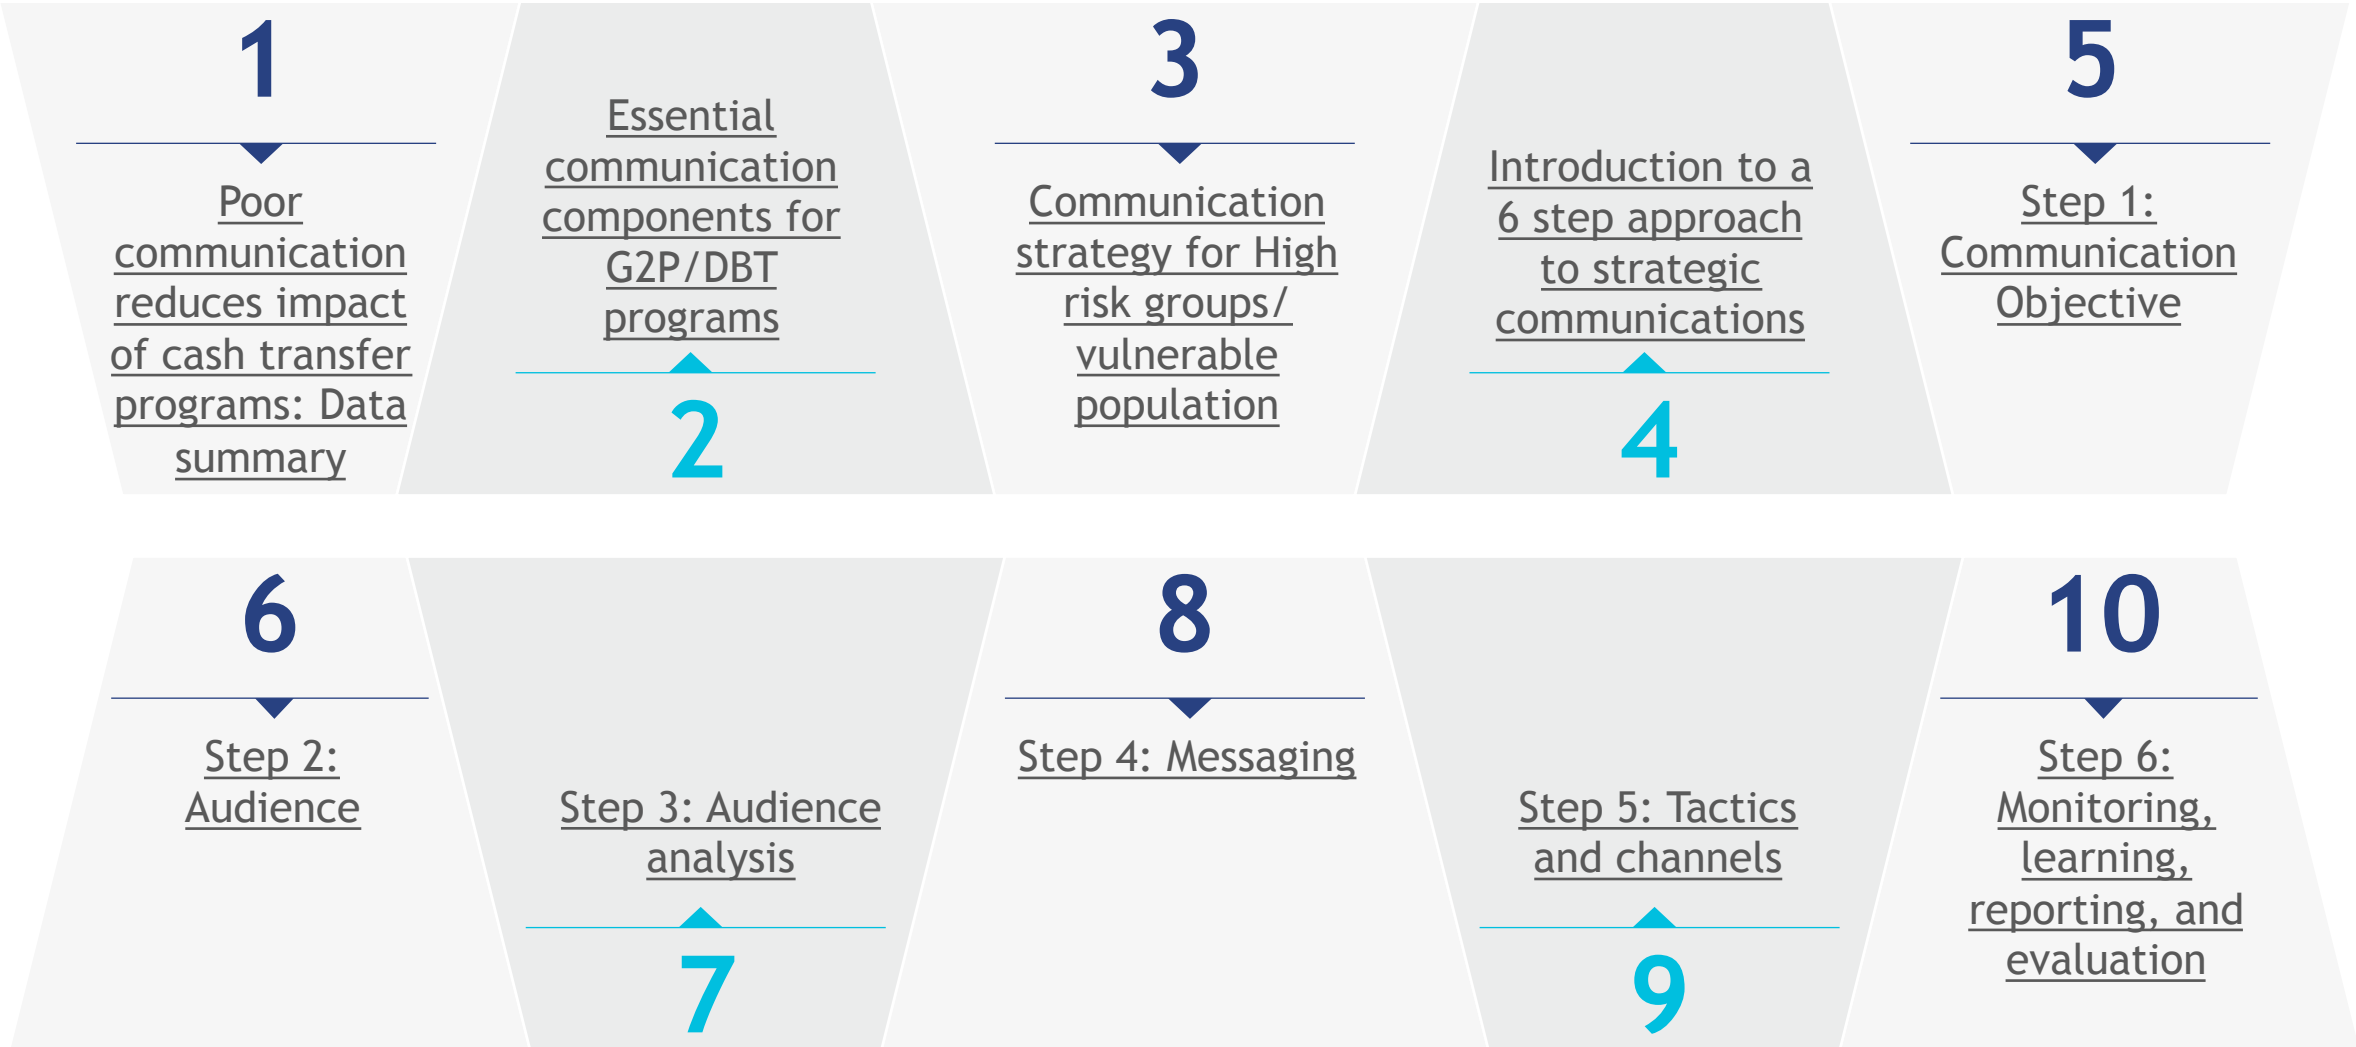 1
Poor
communication
reduces impact
of cash transfer
programs: Data
summary
Essential
communication
components for
G2P/DBT
programs
2
3
Communication
strategy for High
risk groups/
vulnerable
population
Introduction to a
6 step approach
to strategic
communications
4
5
Step 1:
Communication
Objective
6
Step 2:
Audience
Step 3: Audience
analysis
7
8
Step 4: Messaging
Step 5: Tactics
and channels
9
10
Step 6:
Monitoring,
learning,
reporting, and
evaluation